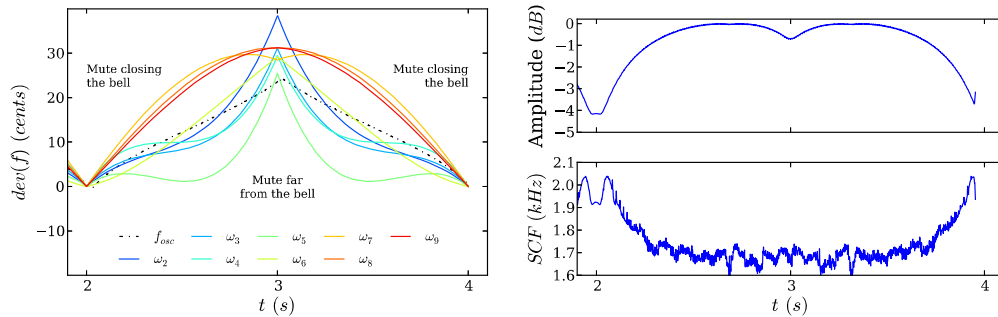 dev(f) (cents)
30
20
10
0
−10
Mute closing
the bell
Mute closing
the bell
Mute far
from the bell
f_osc
ω_3
ω_5
ω_7
ω_9
ω_2
ω_4
ω_6
ω_8
2
3
4
t (s)
Amplitude (dB)
0
−1
−2
−3
−4
−5
2
3
4
SCF (kHz)
2.1
2.0
1.9
1.8
1.7
1.6
2
3
4
t (s)